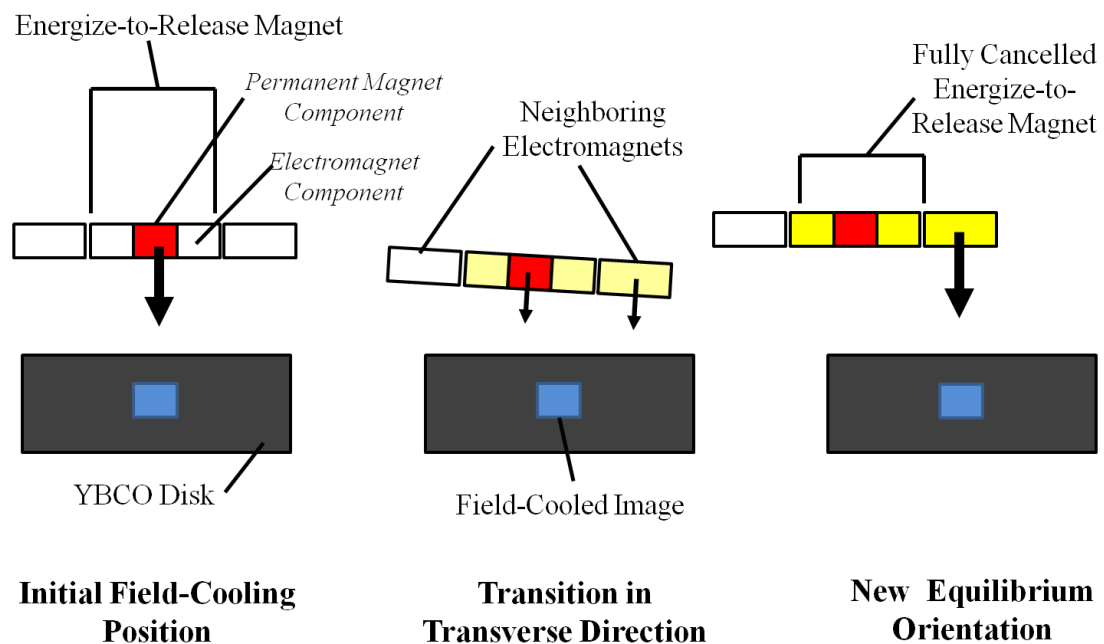 Energize-to-Release Magnet
Permanent Magnet
Component
Electromagnet
Component
YBCO Disk
Initial Field-Cooling
Position
Neighboring
Electromagnets
Field-Cooled Image
Transition in
Transverse Direction
Fully Cancelled
Energize-to-
Release Magnet
New Equilibrium
Orientation